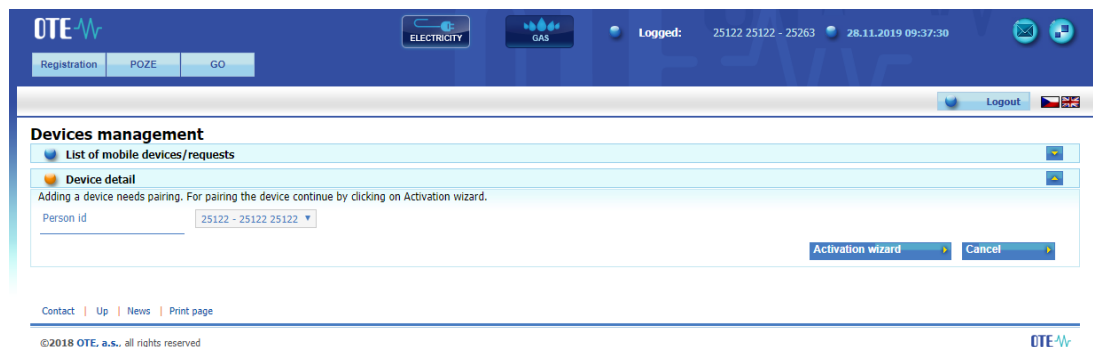 OTE
ELECTRICITY
GAS
Logged: 25122 25122 - 25263 28.11.2019 09:37:30
Registration POZE GO
Logout
Devices management
List of mobile devices/requests
Device detail
Adding a device needs pairing. For pairing the device continue by clicking on Activation wizard.
Person id 25122 - 25122 25122
Activation wizard Cancel
Contact | Up | News | Print page
©2018 OTE, a.s., all rights reserved
OTE